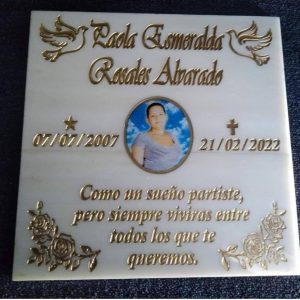 Paola Esmeralda
Rosales Alvarado
07/07/2007 21/02/2022
Como un sueño partiste,
pero siempre viviras entre
todos los que te
queremos.